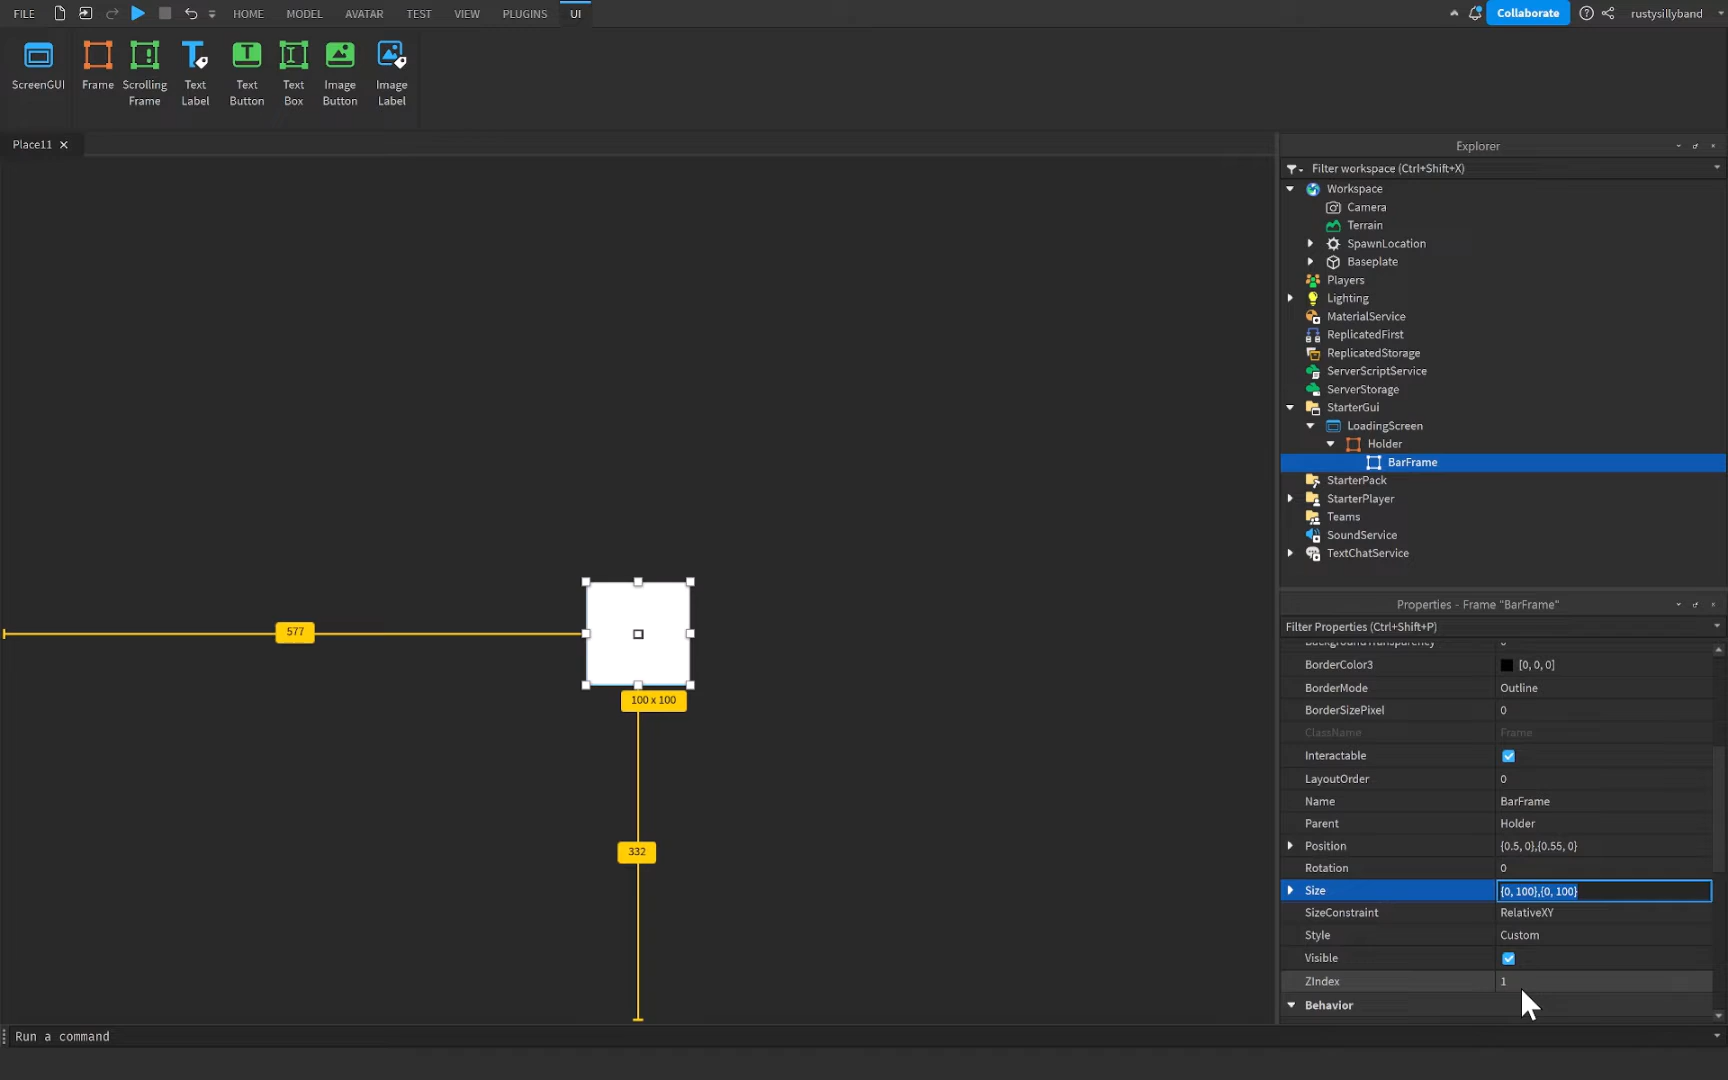 FILE HOME MODEL AVATAR TEST VIEW PLUGINS UI Collaborate rustysillyband
ScreenGUI Frame Scrolling Frame Text Label Text Button Text Box Image Button Image Label
Place11
Explorer
Filter workspace (Ctrl+Shift+X)
Workspace
Camera
Terrain
SpawnLocation
Baseplate
Players
Lighting
MaterialService
ReplicatedFirst
ReplicatedStorage
ServerScriptService
ServerStorage
StarterGui
LoadingScreen
Holder
BarFrame
StarterPack
StarterPlayer
Teams
SoundService
TextChatService
577
100 x 100
332
Properties - Frame "BarFrame"
Filter Properties (Ctrl+Shift+P)
BackgroundTransparency 0
BorderColor3 [0, 0, 0]
BorderMode Outline
BorderSizePixel 0
ClassName Frame
Interactable
LayoutOrder 0
Name BarFrame
Parent Holder
Position {0.5, 0},{0.55, 0}
Rotation 0
Size {0, 100},{0, 100}
SizeConstraint RelativeXY
Style Custom
Visible
ZIndex 1
Behavior
Run a command